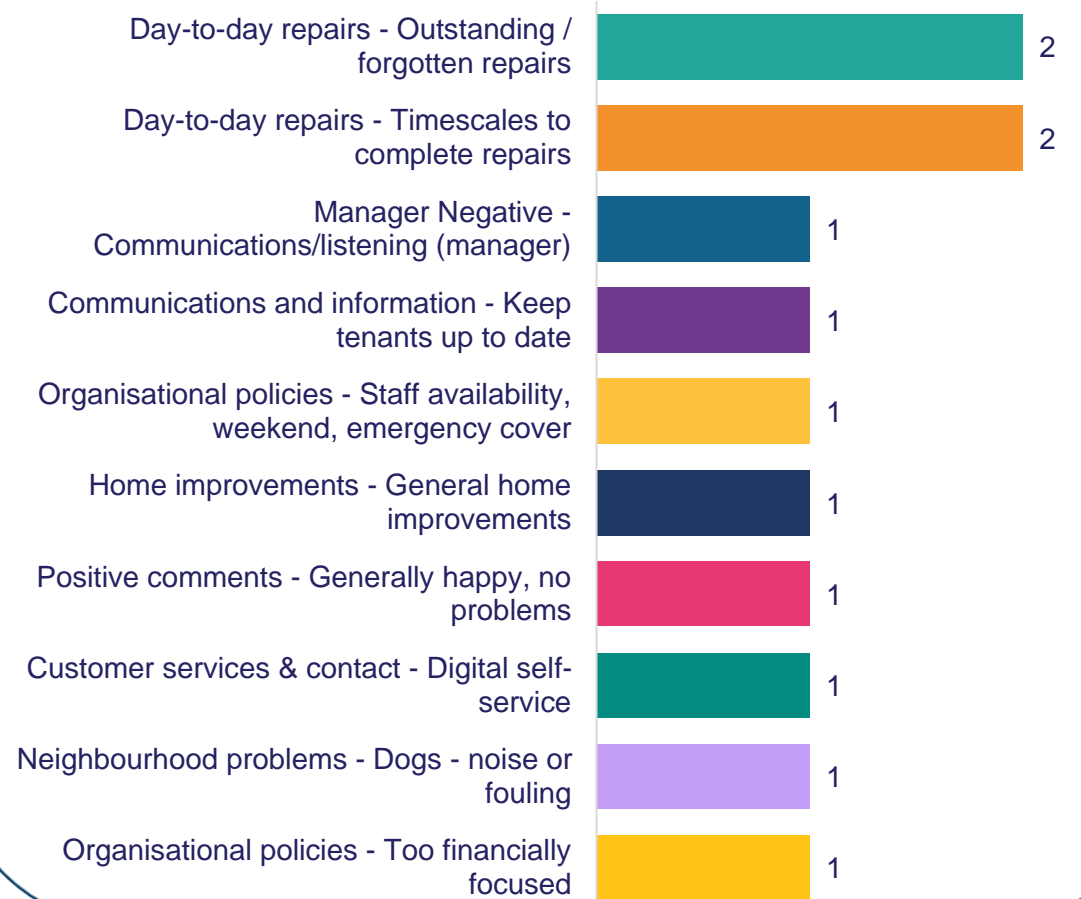 Day-to-day repairs - Outstanding /
forgotten repairs
2
Day-to-day repairs - Timescales to
complete repairs
2
Manager Negative -
Communications/listening (manager)
1
Communications and information - Keep
tenants up to date
1
Organisational policies - Staff availability,
weekend, emergency cover
1
Home improvements - General home
improvements
1
Positive comments - Generally happy, no
problems
1
Customer services & contact - Digital self-
service
1
Neighbourhood problems - Dogs - noise or
fouling
1
Organisational policies - Too financially
focused
1